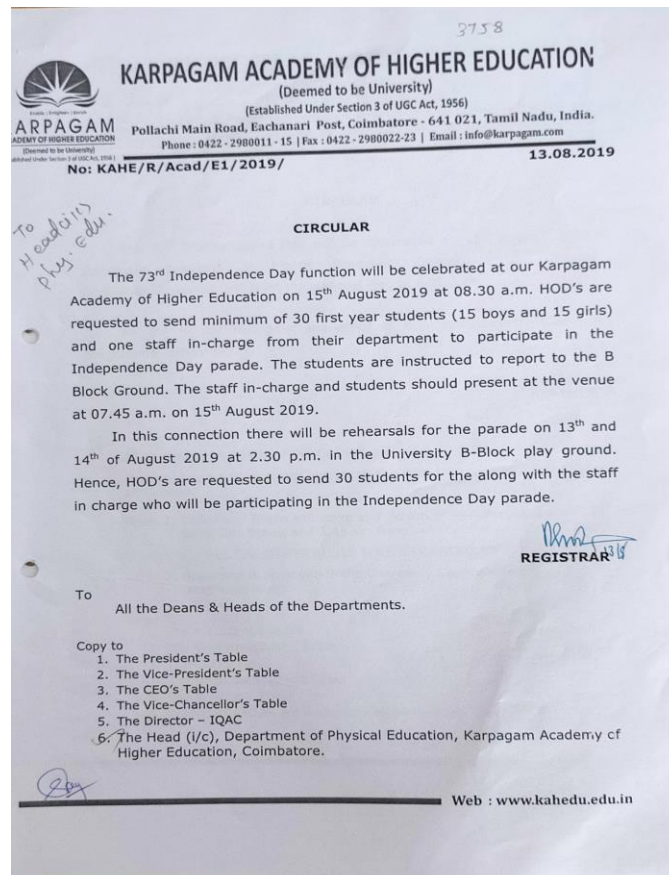 3758
KARPAGAM ACADEMY OF HIGHER EDUCATION
(Deemed to be University)
(Established Under Section 3 of UGC Act, 1956)
Pollachi Main Road, Eachanari Post, Coimbatore - 641 021, Tamil Nadu, India.
Phone : 0422 - 2980011 - 15 | Fax : 0422 - 2980022-23 | Email : info@karpagam.com
ARPAGAM
ADEMY OF HIGHER EDUCATION
(Deemed to be University)
13.08.2019
No: KAHE/R/Acad/E1/2019/
To
Phy. Edu.
CIRCULAR
The 73rd Independence Day function will be celebrated at our Karpagam
Academy of Higher Education on 15th August 2019 at 08.30 a.m. HOD's are
requested to send minimum of 30 first year students (15 boys and 15 girls)
and one staff in-charge from their department to participate in the
Independence Day parade. The students are instructed to report to the B
Block Ground. The staff in-charge and students should present at the venue
at 07.45 a.m. on 15th August 2019.
In this connection there will be rehearsals for the parade on 13th and
14th of August 2019 at 2.30 p.m. in the University B-Block play ground.
Hence, HOD's are requested to send 30 students for the along with the staff
in charge who will be participating in the Independence Day parade.
REGISTRAR
To
All the Deans & Heads of the Departments.
Copy to
1. The President's Table
2. The Vice-President's Table
3. The CEO's Table
4. The Vice-Chancellor's Table
5. The Director – IQAC
6. The Head (i/c), Department of Physical Education, Karpagam Academy of
Higher Education, Coimbatore.
Web : www.kahedu.edu.in